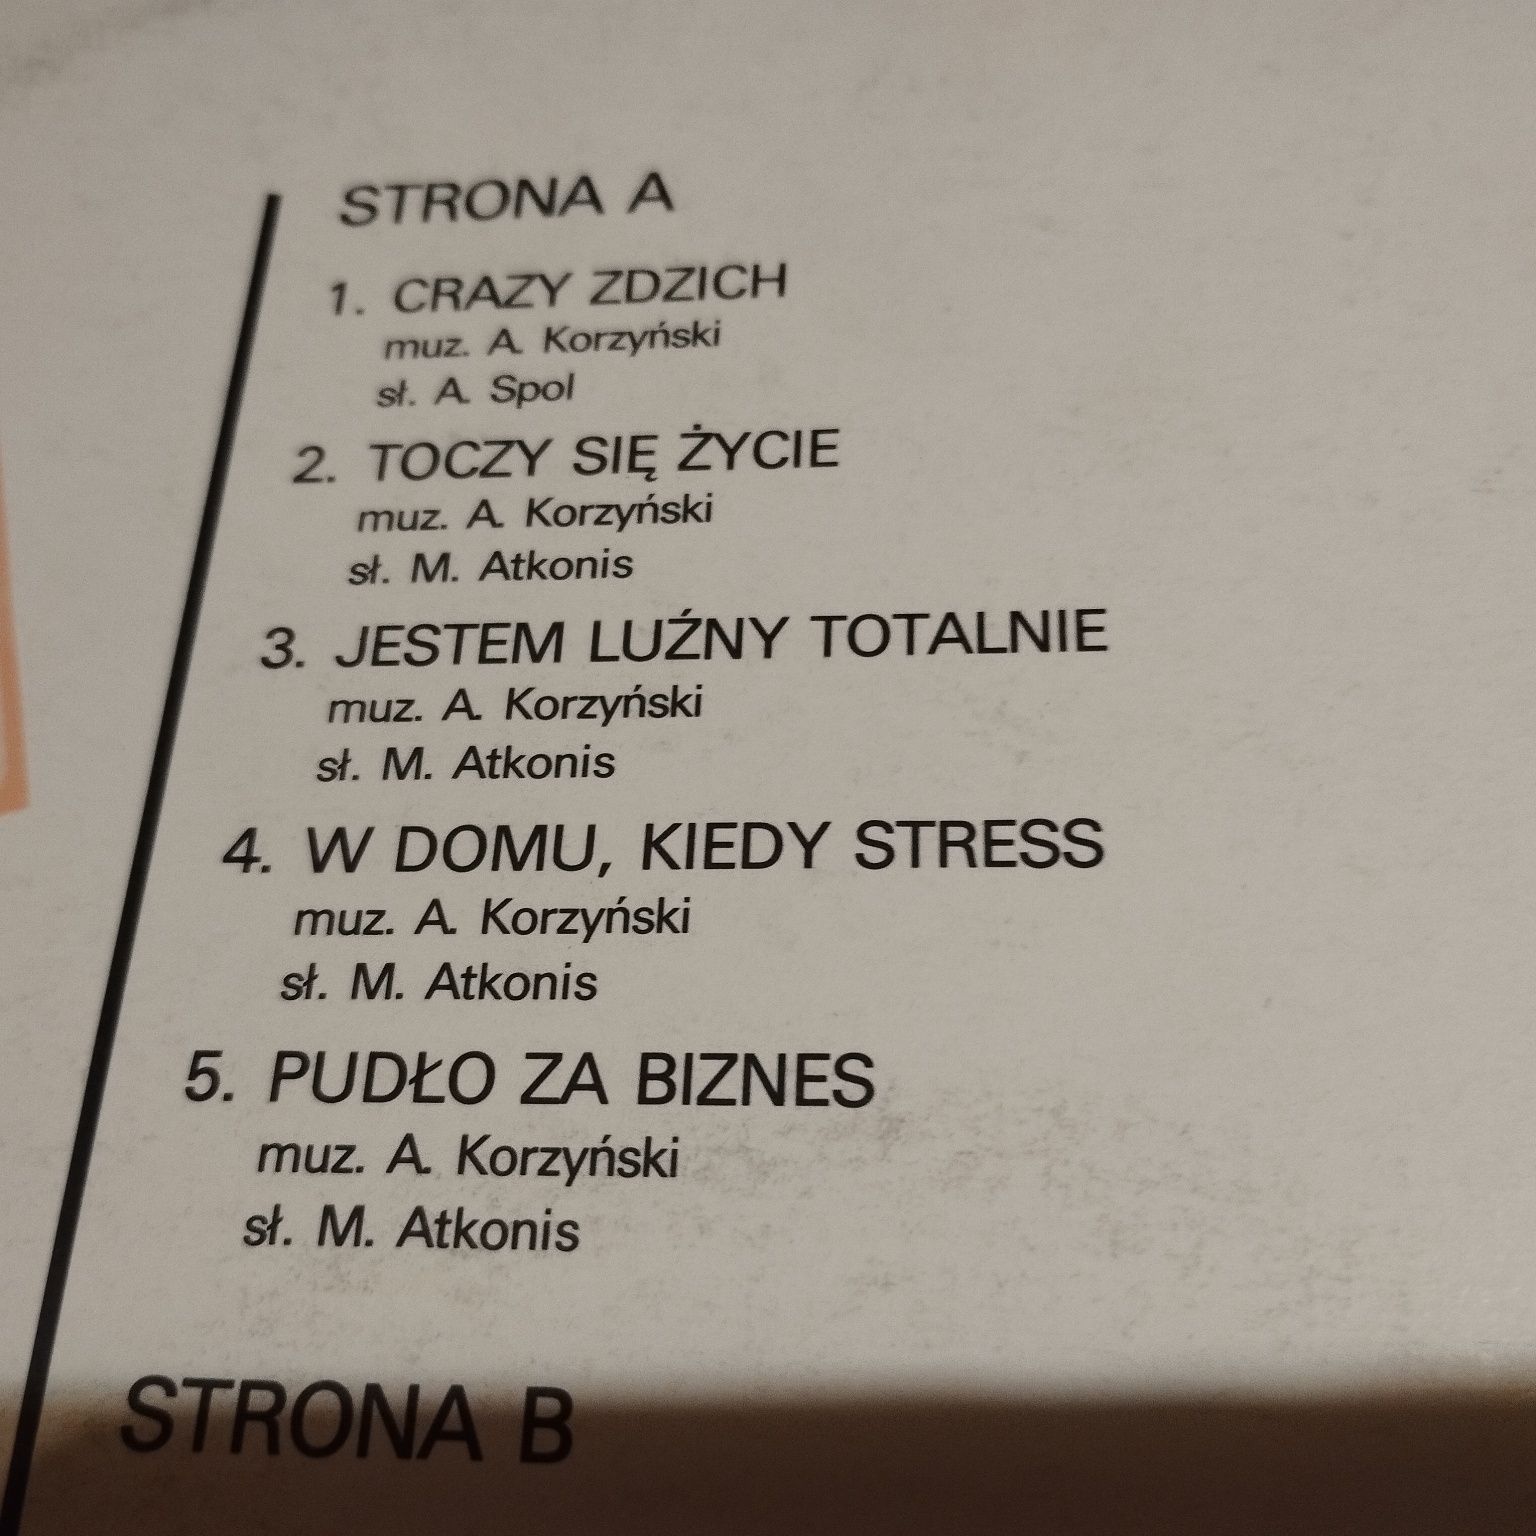 STRONA A
1. CRAZY ZDZICH
muz. A. Korzyński
sł. A. Spol
2. TOCZY SIĘ ŻYCIE
muz. A. Korzyński
sł. M. Atkonis
3. JESTEM LUŹNY TOTALNIE
muz. A. Korzyński
sł. M. Atkonis
4. W DOMU, KIEDY STRESS
muz. A. Korzyński
sł. M. Atkonis
5. PUDŁO ZA BIZNES
muz. A. Korzyński
sł. M. Atkonis
STRONA B